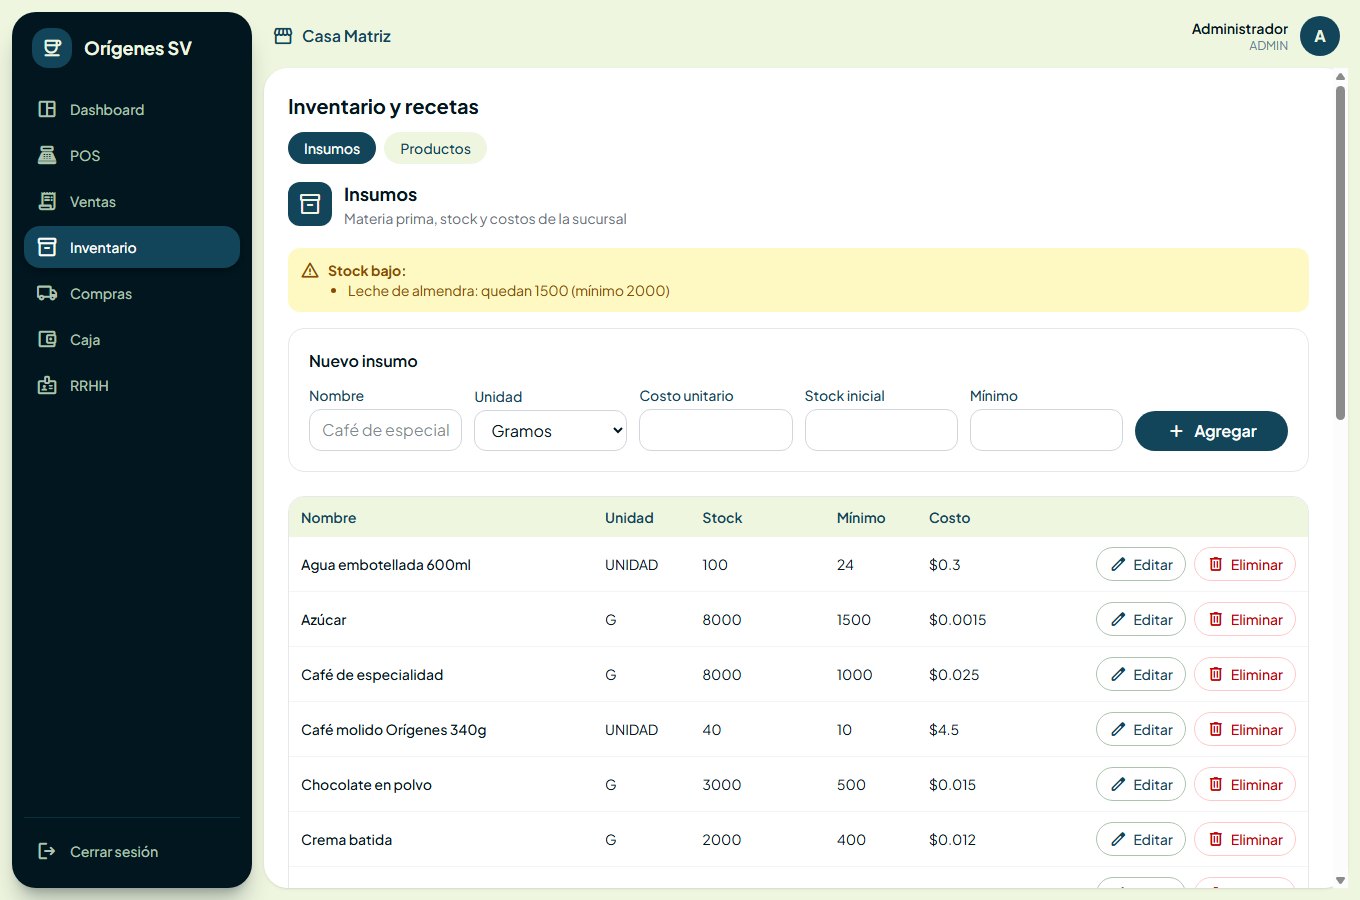 Orígenes SV
Dashboard
POS
Ventas
Inventario
Compras
Caja
RRHH
Cerrar sesión
Casa Matriz
Administrador
ADMIN
A
Inventario y recetas
Insumos
Productos
Insumos
Materia prima, stock y costos de la sucursal
Stock bajo:
• Leche de almendra: quedan 1500 (mínimo 2000)
Nuevo insumo
Nombre Unidad Costo unitario Stock inicial Mínimo
Café de especial Gramos + Agregar
Nombre Unidad Stock Mínimo Costo
Agua embotellada 600ml UNIDAD 100 24 $0.3 Editar Eliminar
Azúcar G 8000 1500 $0.0015 Editar Eliminar
Café de especialidad G 8000 1000 $0.025 Editar Eliminar
Café molido Orígenes 340g UNIDAD 40 10 $4.5 Editar Eliminar
Chocolate en polvo G 3000 500 $0.015 Editar Eliminar
Crema batida G 2000 400 $0.012 Editar Eliminar